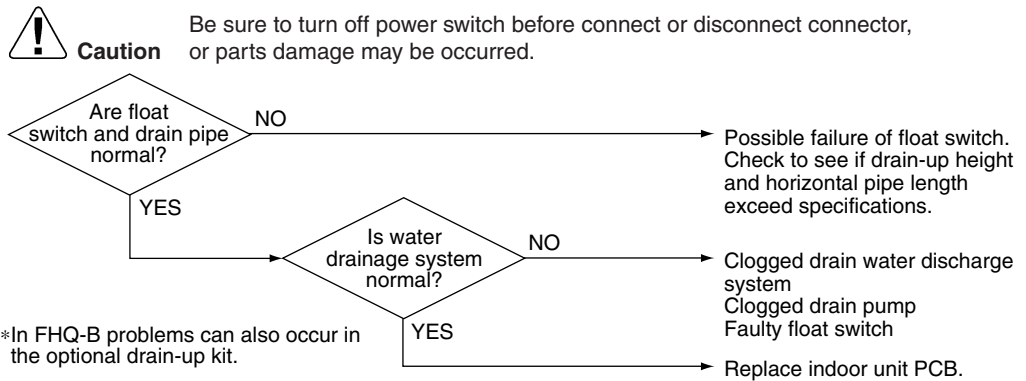 Be sure to turn off power switch before connect or disconnect connector,
Caution or parts damage may be occurred.
Are float
switch and drain pipe
normal?
NO
Possible failure of float switch.
Check to see if drain-up height
and horizontal pipe length
exceed specifications.
YES
Is water
drainage system
normal?
NO
Clogged drain water discharge
system
Clogged drain pump
Faulty float switch
*In FHQ-B problems can also occur in
the optional drain-up kit.
YES
Replace indoor unit PCB.